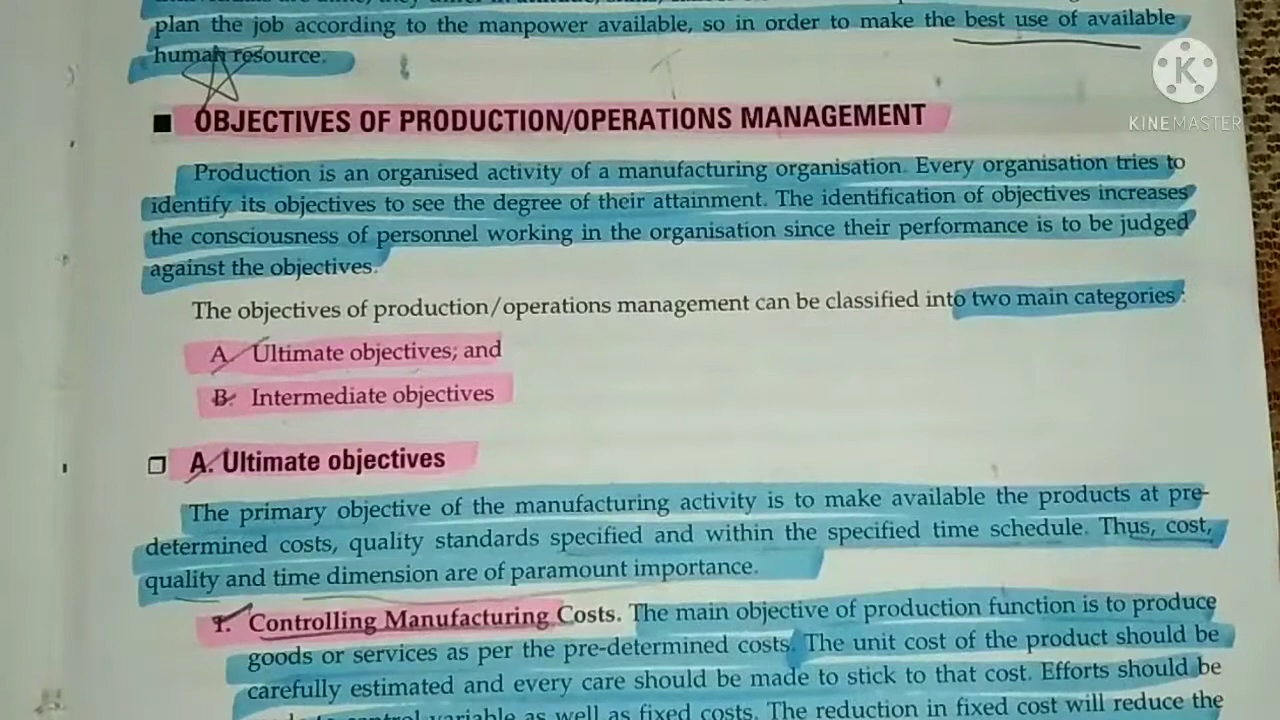 plan the job according to the manpower available, so in order to make the best use of available
human resource.
K
KINEMASTER
■ OBJECTIVES OF PRODUCTION/OPERATIONS MANAGEMENT
Production is an organised activity of a manufacturing organisation. Every organisation tries to
identify its objectives to see the degree of their attainment. The identification of objectives increases
the consciousness of personnel working in the organisation since their performance is to be judged
against the objectives.
The objectives of production/operations management can be classified into two main categories :
A. Ultimate objectives; and
B. Intermediate objectives
❐ A. Ultimate objectives
The primary objective of the manufacturing activity is to make available the products at pre-
determined costs, quality standards specified and within the specified time schedule. Thus, cost,
quality and time dimension are of paramount importance.
1. Controlling Manufacturing Costs. The main objective of production function is to produce
goods or services as per the pre-determined costs. The unit cost of the product should be
carefully estimated and every care should be made to stick to that cost. Efforts should be
control variable as well as fixed costs. The reduction in fixed cost will reduce the